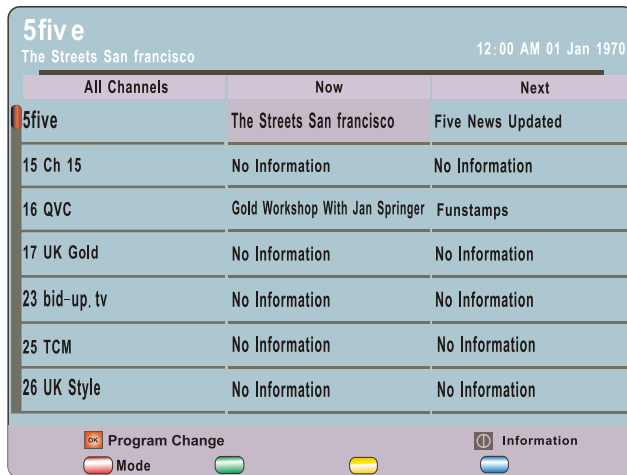 5five
The Streets San francisco
12:00 AM 01 Jan 1970
All Channels Now Next
5five The Streets San francisco Five News Updated
15 Ch 15 No Information No Information
16 QVC Gold Workshop With Jan Springer Funstamps
17 UK Gold No Information No Information
23 bid-up.tv No Information No Information
25 TCM No Information No Information
26 UK Style No Information No Information
OK Program Change Information
Mode